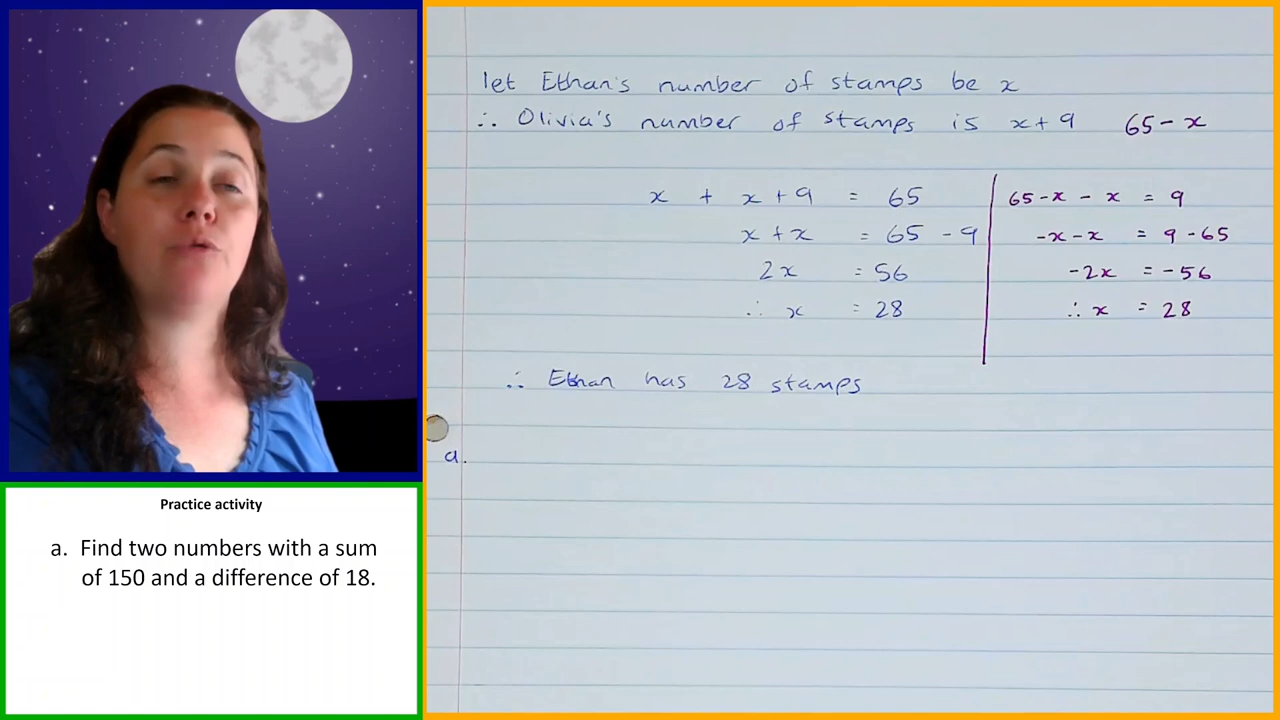 let Ethan's number of stamps be x
∴ Olivia's number of stamps is x + 9 65 - x
x + x + 9 = 65
x + x = 65 - 9
2x = 56
∴ x = 28
65 - x - x = 9
-x - x = 9 - 65
-2x = -56
∴ x = 28
∴ Ethan has 28 stamps
a.
Practice activity
a. Find two numbers with a sum
of 150 and a difference of 18.